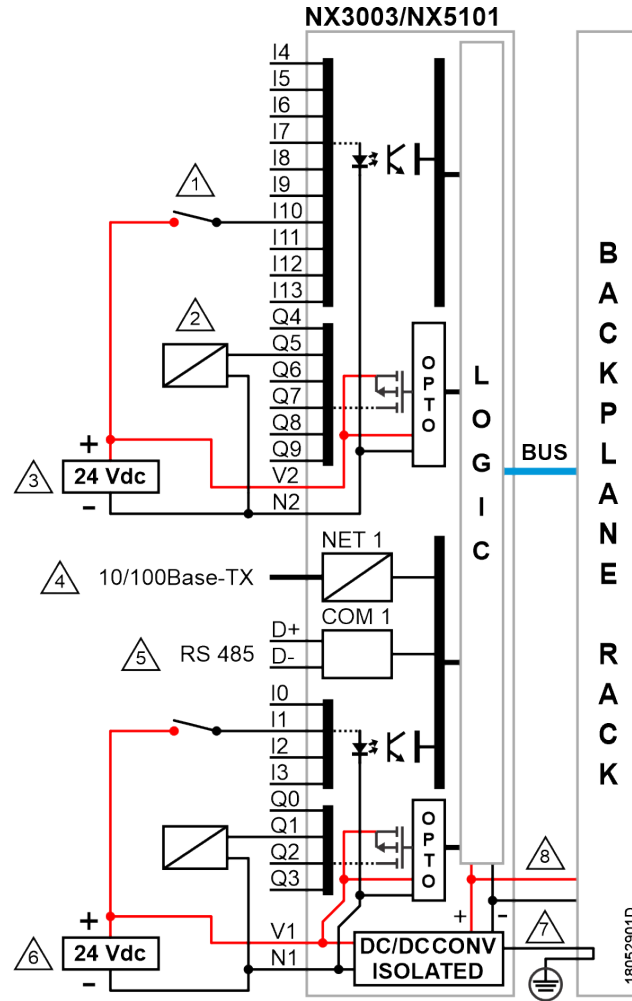 NX3003/NX5101
I4
I5
I6
I7
I8
I9
I10
I11
I12
I13
1
2
Q4
Q5
Q6
Q7
Q8
Q9
V2
N2
OPTO
LOGIC
BUS
BACKPLANE RACK
+
3
24 Vdc
-
NET 1
4
10/100Base-TX
COM 1
5
RS 485
D+
D-
I0
I1
I2
I3
Q0
Q1
Q2
Q3
OPTO
8
+ -
7
+
6
24 Vdc
-
V1
N1
DC/DC CONV
ISOLATED
18052901D